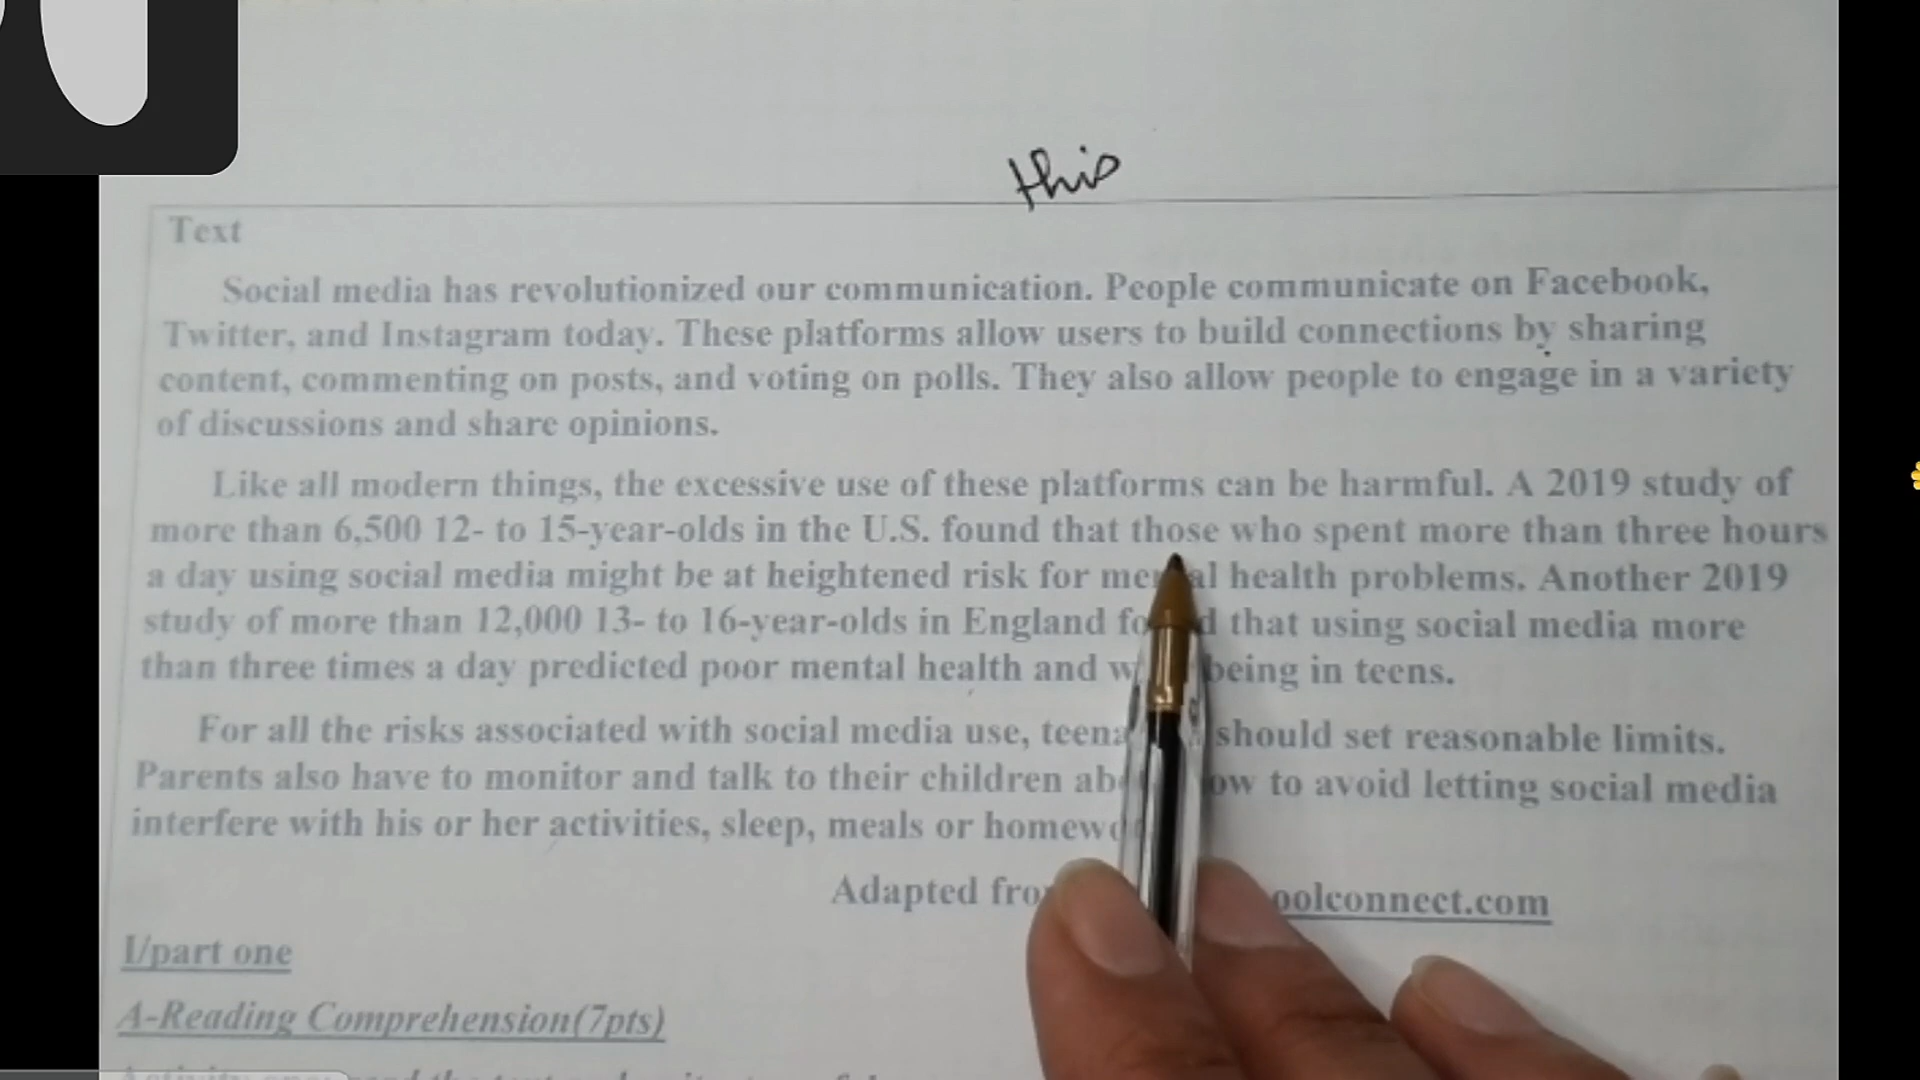 this
Text
Social media has revolutionized our communication. People communicate on Facebook,
Twitter, and Instagram today. These platforms allow users to build connections by sharing
content, commenting on posts, and voting on polls. They also allow people to engage in a variety
of discussions and share opinions.
Like all modern things, the excessive use of these platforms can be harmful. A 2019 study of
more than 6,500 12- to 15-year-olds in the U.S. found that those who spent more than three hours
a day using social media might be at heightened risk for health problems. Another 2019
study of more than 12,000 13- to 16-year-olds in England that using social media more
than three times a day predicted poor mental health and being in teens.
For all the risks associated with social media use, should set reasonable limits.
Parents also have to monitor and talk to their children to avoid letting social media
interfere with his or her activities, sleep, meals or
Adapted oolconnect.com
I/part one
A-Reading Comprehension(7pts)